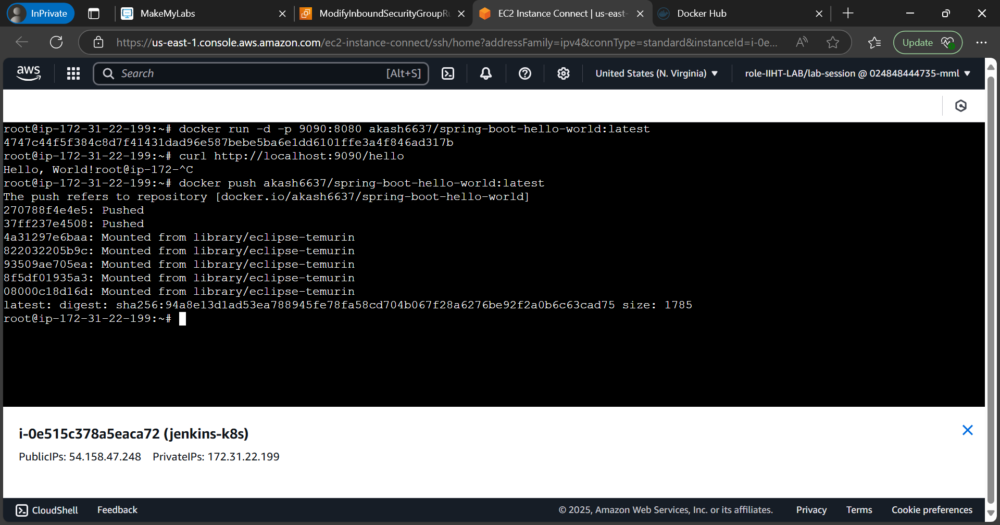 InPrivate
MakeMyLabs
ModifyInboundSecurityGroupRu
EC2 Instance Connect | us-east-
Docker Hub
https://us-east-1.console.aws.amazon.com/ec2-instance-connect/ssh/home?addressFamily=ipv4&connType=standard&instanceId=i-0e...
A
Update
aws
Search
[Alt+S]
United States (N. Virginia)
role-IIHT-LAB/lab-session @ 024848444735-mml
root@ip-172-31-22-199:~# docker run -d -p 9090:8080 akash6637/spring-boot-hello-world:latest
4747c44f5f384c8d7f41431dad96e587bebe5ba6e1dd6101ffe3a4f846ad317b
root@ip-172-31-22-199:~# curl http://localhost:9090/hello
Hello, World!root@ip-172-^C
root@ip-172-31-22-199:~# docker push akash6637/spring-boot-hello-world:latest
The push refers to repository [docker.io/akash6637/spring-boot-hello-world]
270788f4e4e5: Pushed
37ff237e4508: Pushed
4a31297e6baa: Mounted from library/eclipse-temurin
822032205b9c: Mounted from library/eclipse-temurin
93509ae705ea: Mounted from library/eclipse-temurin
8f5df01935a3: Mounted from library/eclipse-temurin
08000c18d16d: Mounted from library/eclipse-temurin
latest: digest: sha256:94a8e13d1ad53ea788945fe78fa58cd704b067f28a6276be92f2a0b6c63cad75 size: 1785
root@ip-172-31-22-199:~#
i-0e515c378a5eaca72 (jenkins-k8s)
PublicIPs: 54.158.47.248 PrivateIPs: 172.31.22.199
CloudShell
Feedback
© 2025, Amazon Web Services, Inc. or its affiliates.
Privacy
Terms
Cookie preferences